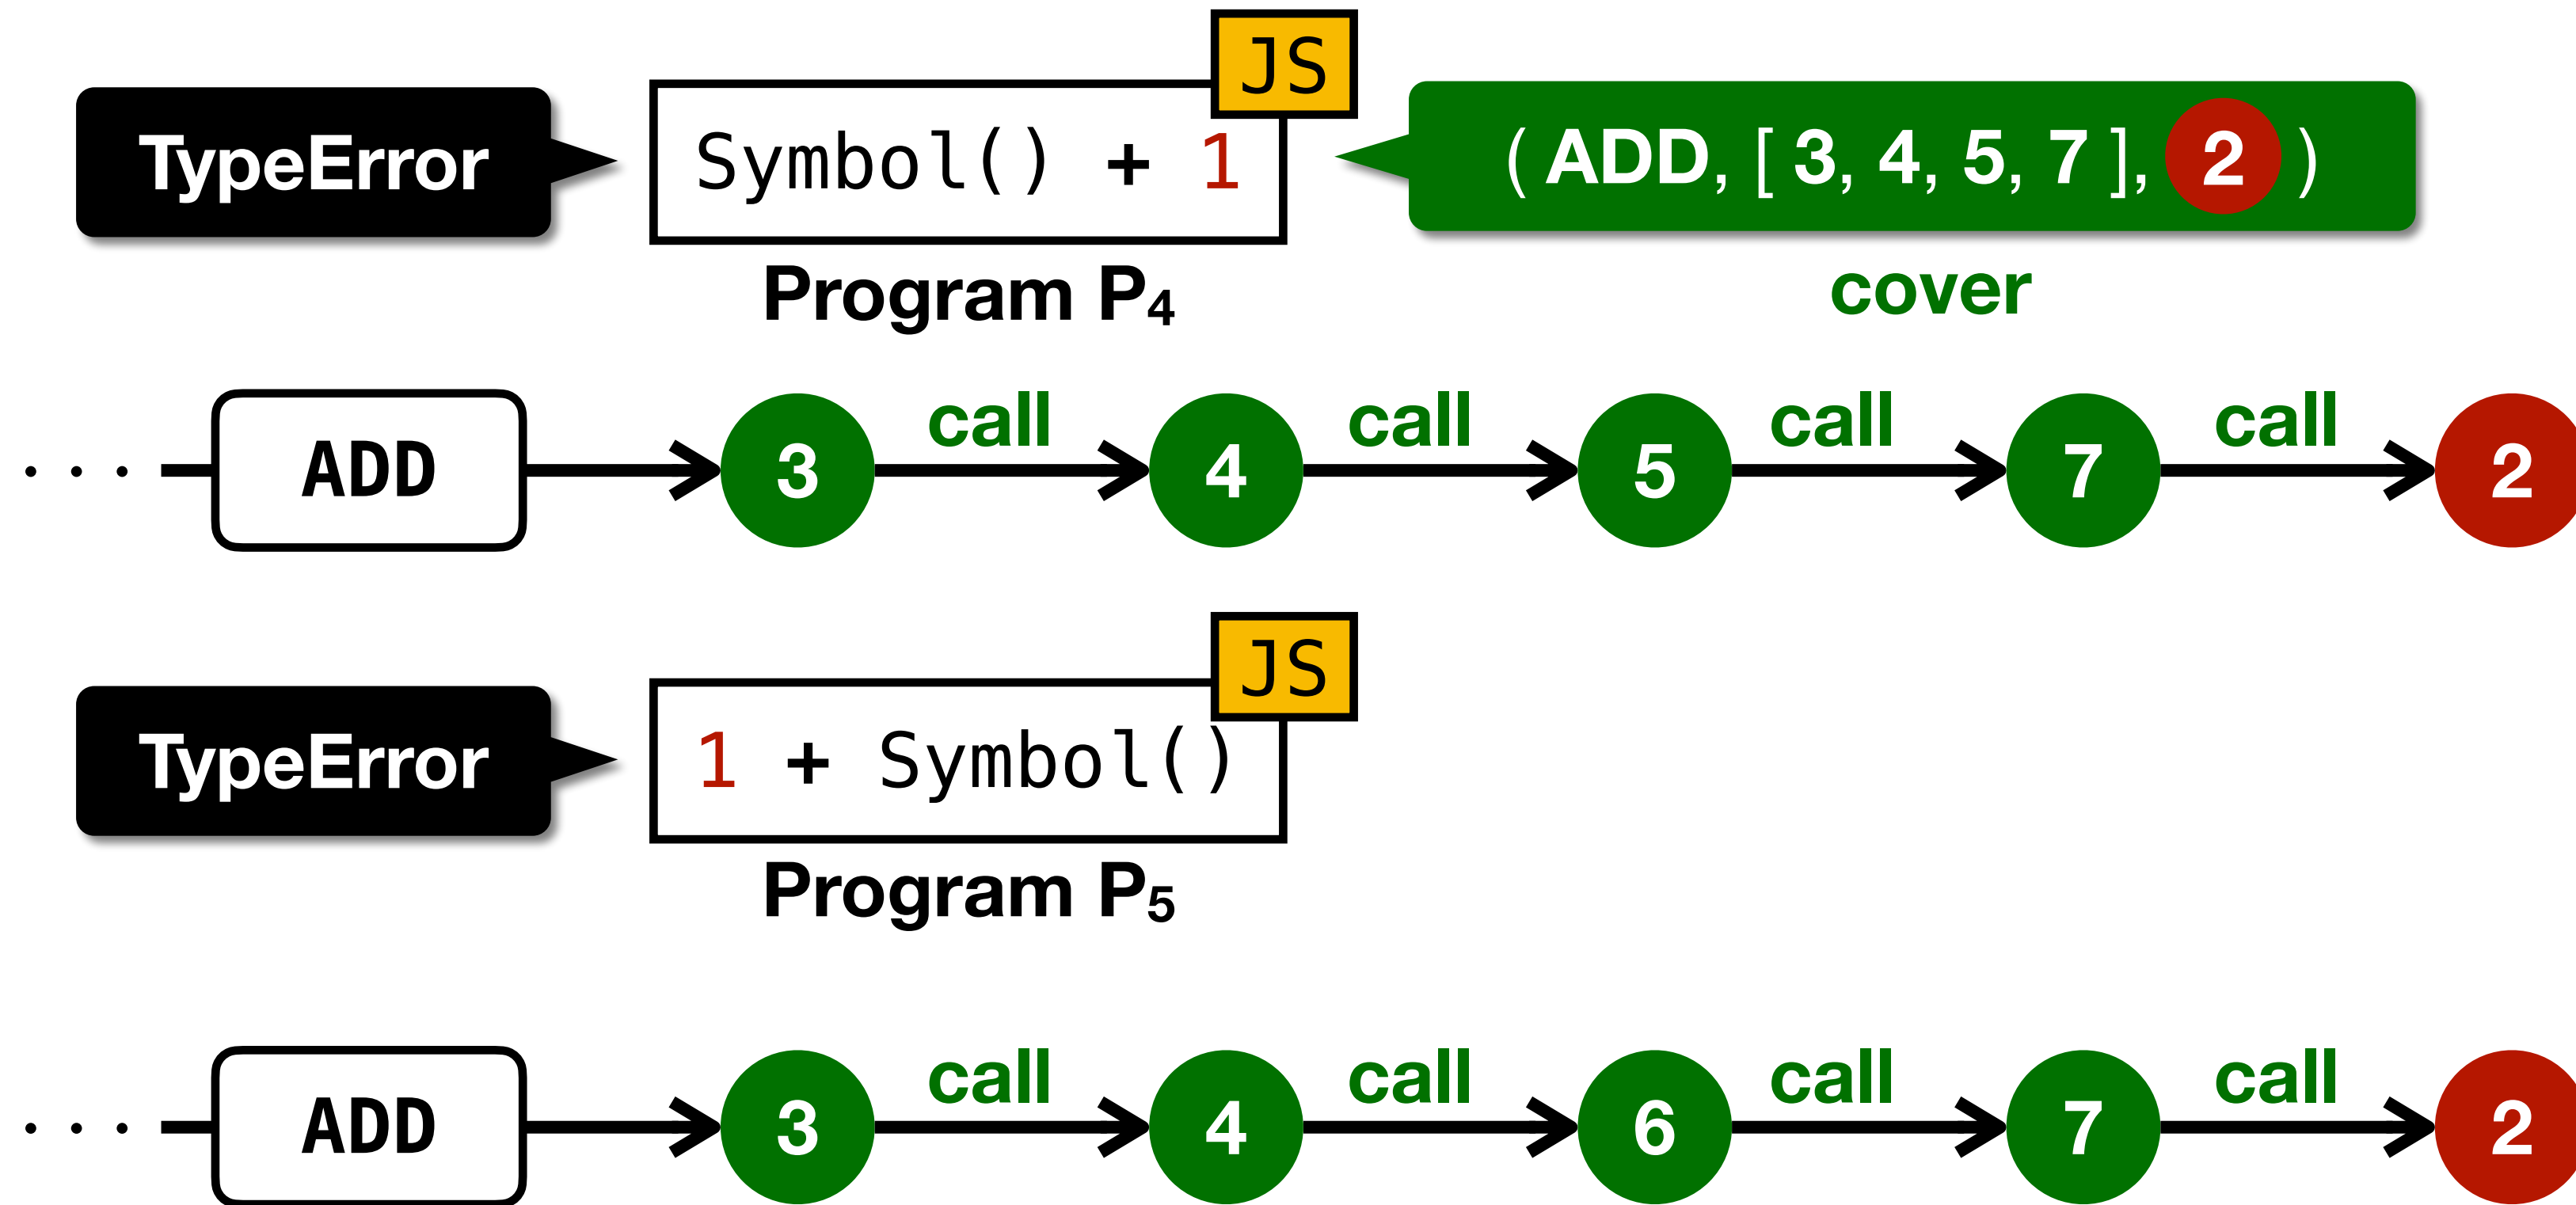 JS
TypeError
Symbol() + 1
( ADD, [ 3, 4, 5, 7 ], 2 )
Program P₄
cover
· · ·
ADD
3
call
4
call
5
call
7
call
2
JS
TypeError
1 + Symbol()
Program P₅
· · ·
ADD
3
call
4
call
6
call
7
call
2